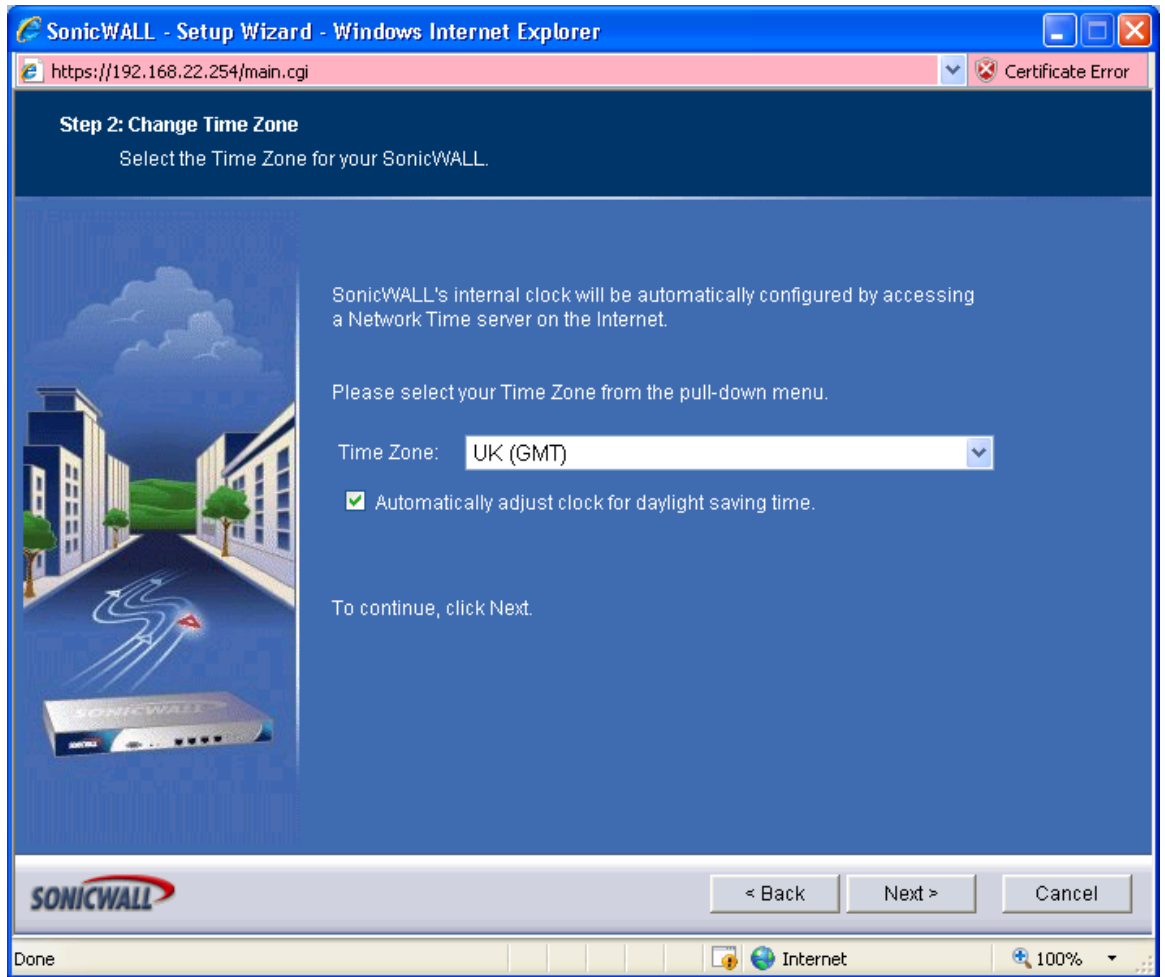 SonicWALL - Setup Wizard - Windows Internet Explorer
https://192.168.22.254/main.cgi
Certificate Error
Step 2: Change Time Zone
Select the Time Zone for your SonicWALL.
SonicWALL's internal clock will be automatically configured by accessing
a Network Time server on the Internet.
Please select your Time Zone from the pull-down menu.
Time Zone: UK (GMT)
Automatically adjust clock for daylight saving time.
To continue, click Next.
SONICWALL
SONICWALL
< Back
Next >
Cancel
Done
Internet
100%